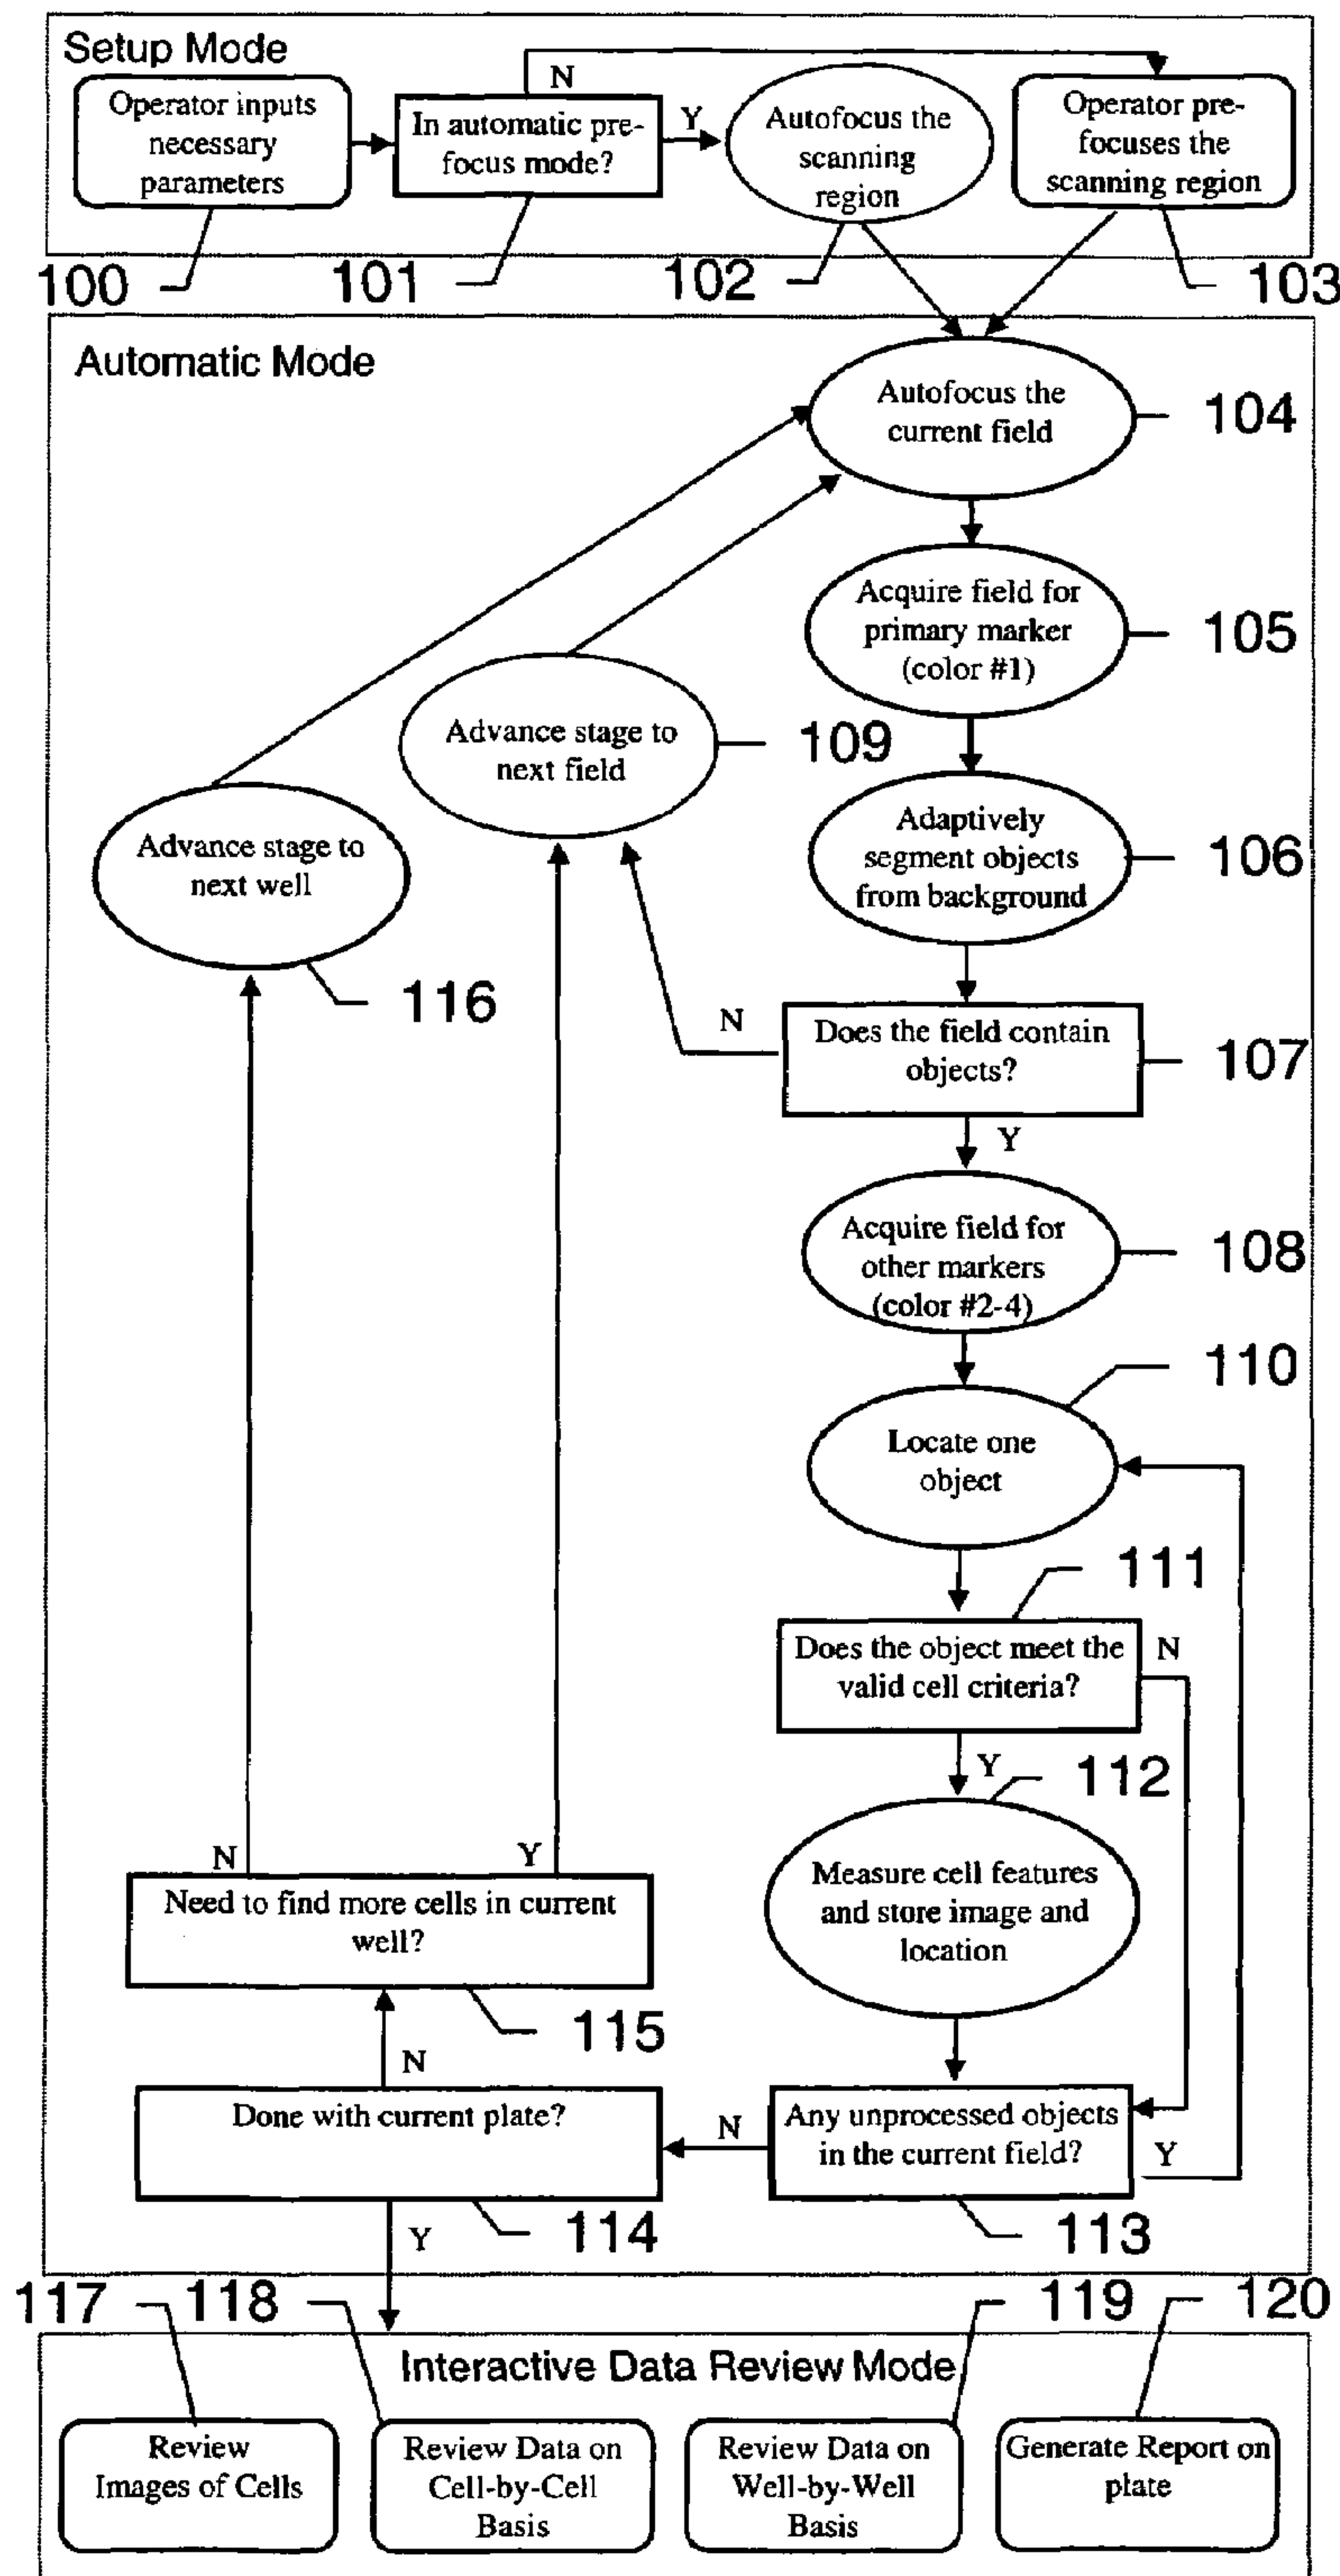 Setup Mode
Operator inputs
necessary
parameters
In automatic pre-
focus mode?
N
Y
Autofocus the
scanning
region
Operator pre-
focuses the
scanning region
100
101
102
103
Automatic Mode
Autofocus the
current field
104
Acquire field for
primary marker
(color #1)
105
Advance stage to
next field
109
Adaptively
segment objects
from background
106
Advance stage to
next well
116
Does the field contain
objects?
N
107
Y
Acquire field for
other markers
(color #2-4)
108
110
Locate one
object
111
Does the object meet the
valid cell criteria?
N
Y
112
Measure cell features
and store image and
location
N
Y
Need to find more cells in current
well?
115
N
Done with current plate?
N
Any unprocessed objects
in the current field?
Y
114
Y
113
117
118
119
120
Interactive Data Review Mode
Review
Images of Cells
Review Data on
Cell-by-Cell
Basis
Review Data on
Well-by-Well
Basis
Generate Report on
plate